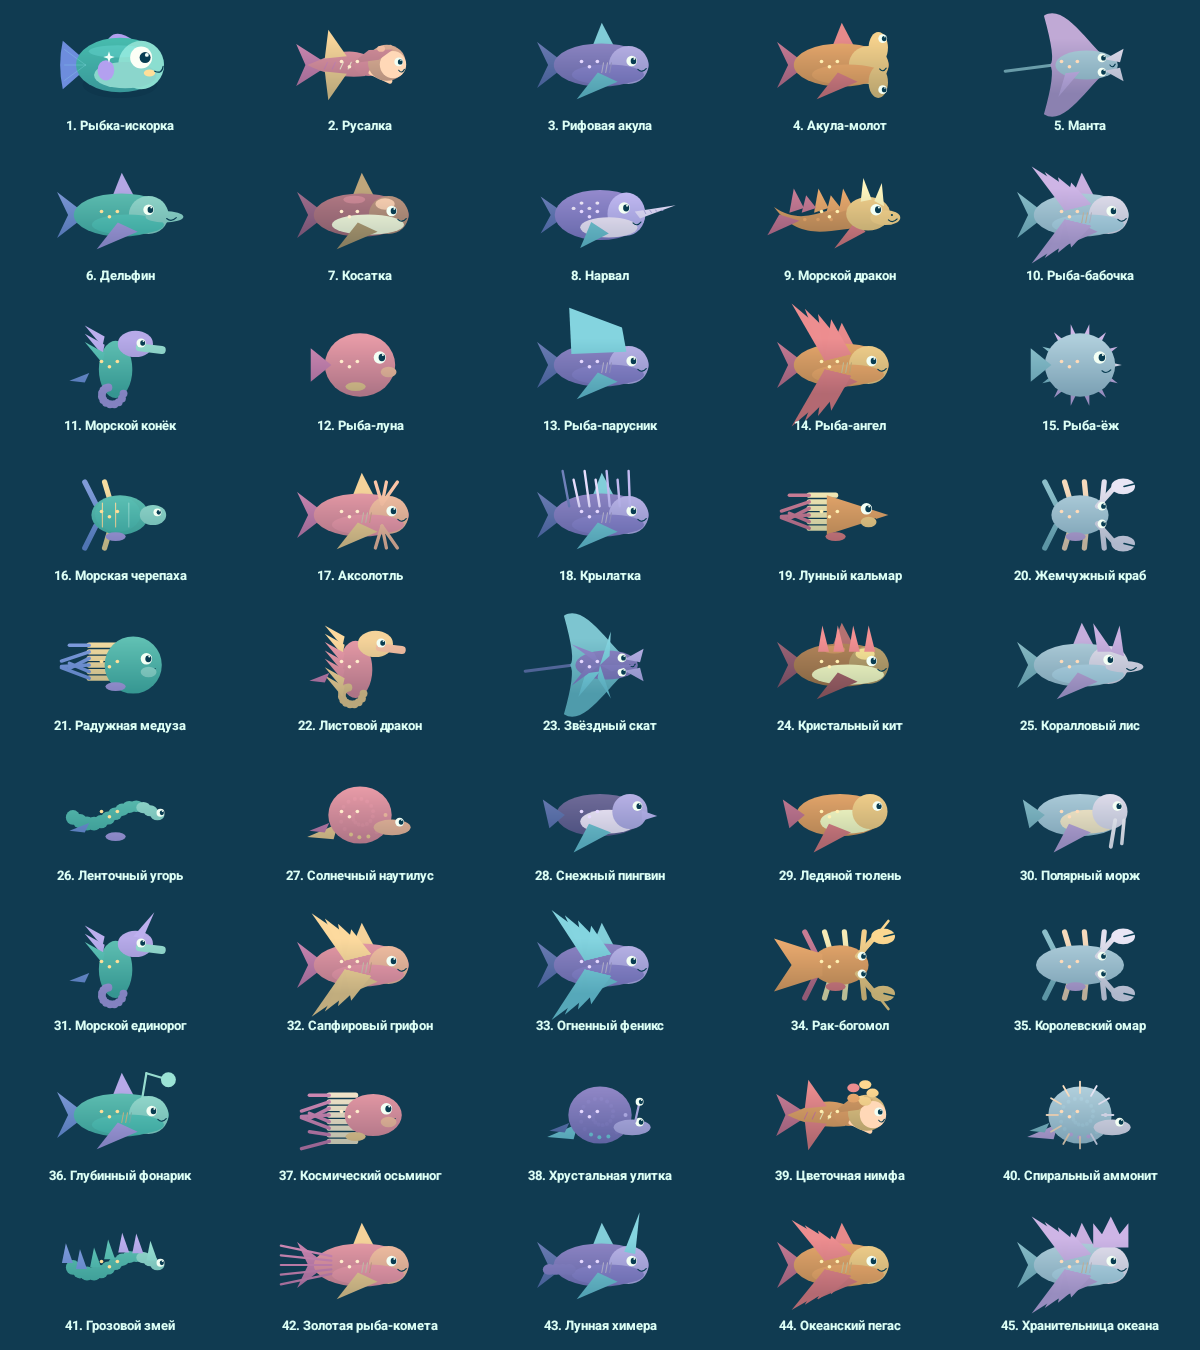 1. Рыбка-искорка
2. Русалка
3. Рифовая акула
4. Акула-молот
5. Манта
6. Дельфин
7. Косатка
8. Нарвал
9. Морской дракон
10. Рыба-бабочка
11. Морской конёк
12. Рыба-луна
13. Рыба-парусник
14. Рыба-ангел
15. Рыба-ёж
16. Морская черепаха
17. Аксолотль
18. Крылатка
19. Лунный кальмар
20. Жемчужный краб
21. Радужная медуза
22. Листовой дракон
23. Звёздный скат
24. Кристальный кит
25. Коралловый лис
26. Ленточный угорь
27. Солнечный наутилус
28. Снежный пингвин
29. Ледяной тюлень
30. Полярный морж
31. Морской единорог
32. Сапфировый грифон
33. Огненный феникс
34. Рак-богомол
35. Королевский омар
36. Глубинный фонарик
37. Космический осьминог
38. Хрустальная улитка
39. Цветочная нимфа
40. Спиральный аммонит
41. Грозовой змей
42. Золотая рыба-комета
43. Лунная химера
44. Океанский пегас
45. Хранительница океана